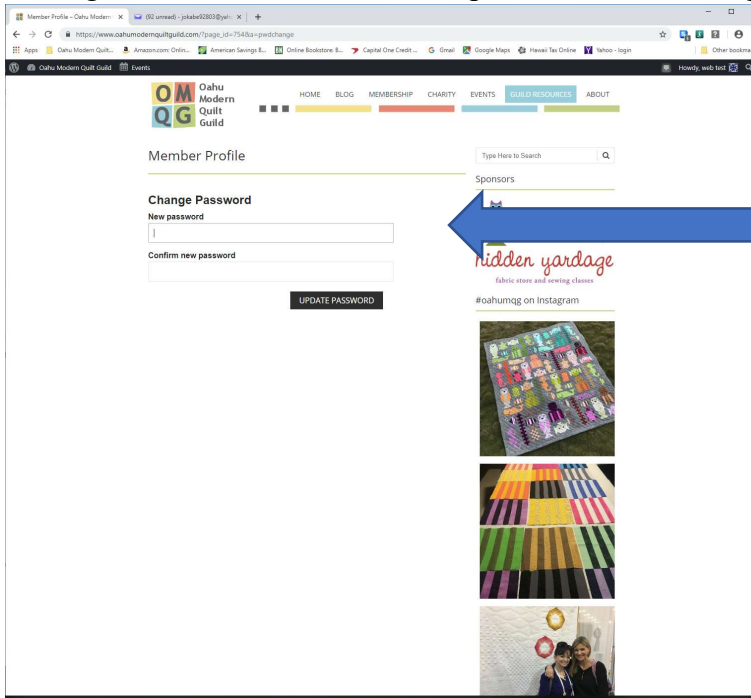 Member Profile – Oahu Modern
(92 unread) - jokabe92803@yah
https://www.oahumodernquiltguild.com/?page_id=754&a=pwdchange
Apps
Oahu Modern Quilt...
Amazon.com: Onlin...
American Savings B...
Online Bookstore: B...
Capital One Credit ...
Gmail
Google Maps
Hawaii Tax Online
Yahoo - login
Other bookma
Oahu Modern Quilt Guild
Events
Howdy, web test
OM
QG
Oahu
Modern
Quilt
Guild
HOME BLOG MEMBERSHIP CHARITY EVENTS GUILD RESOURCES ABOUT
Member Profile
Type Here to Search
Sponsors
Change Password
New password
Confirm new password
UPDATE PASSWORD
hidden yardage
fabric store and sewing classes
#oahumqg on Instagram